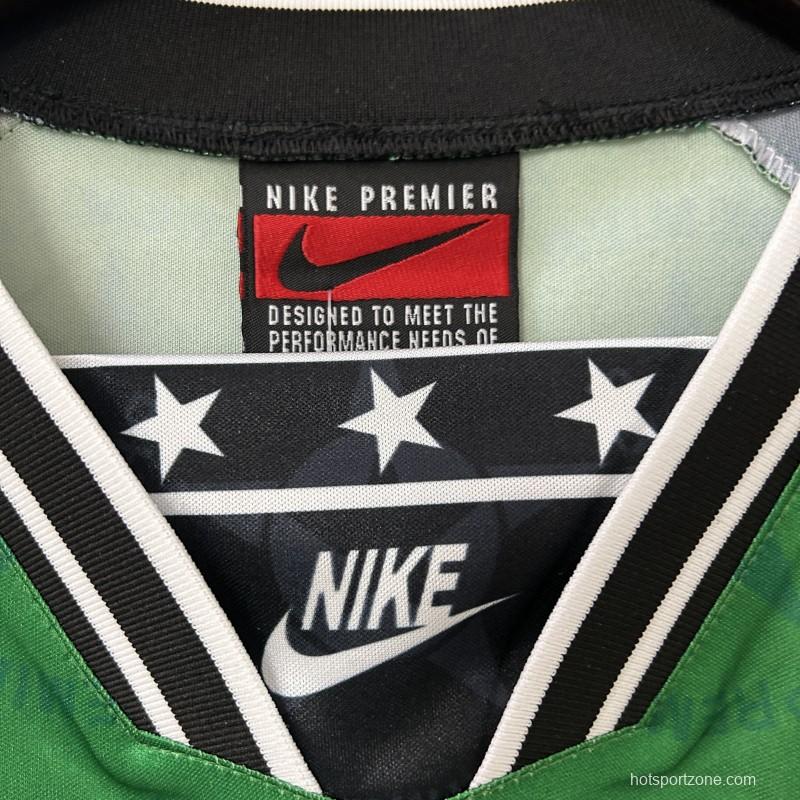 NIKE PREMIER
DESIGNED TO MEET THE
PERFORMANCE NEEDS OF
NIKE
hotsportzone.com